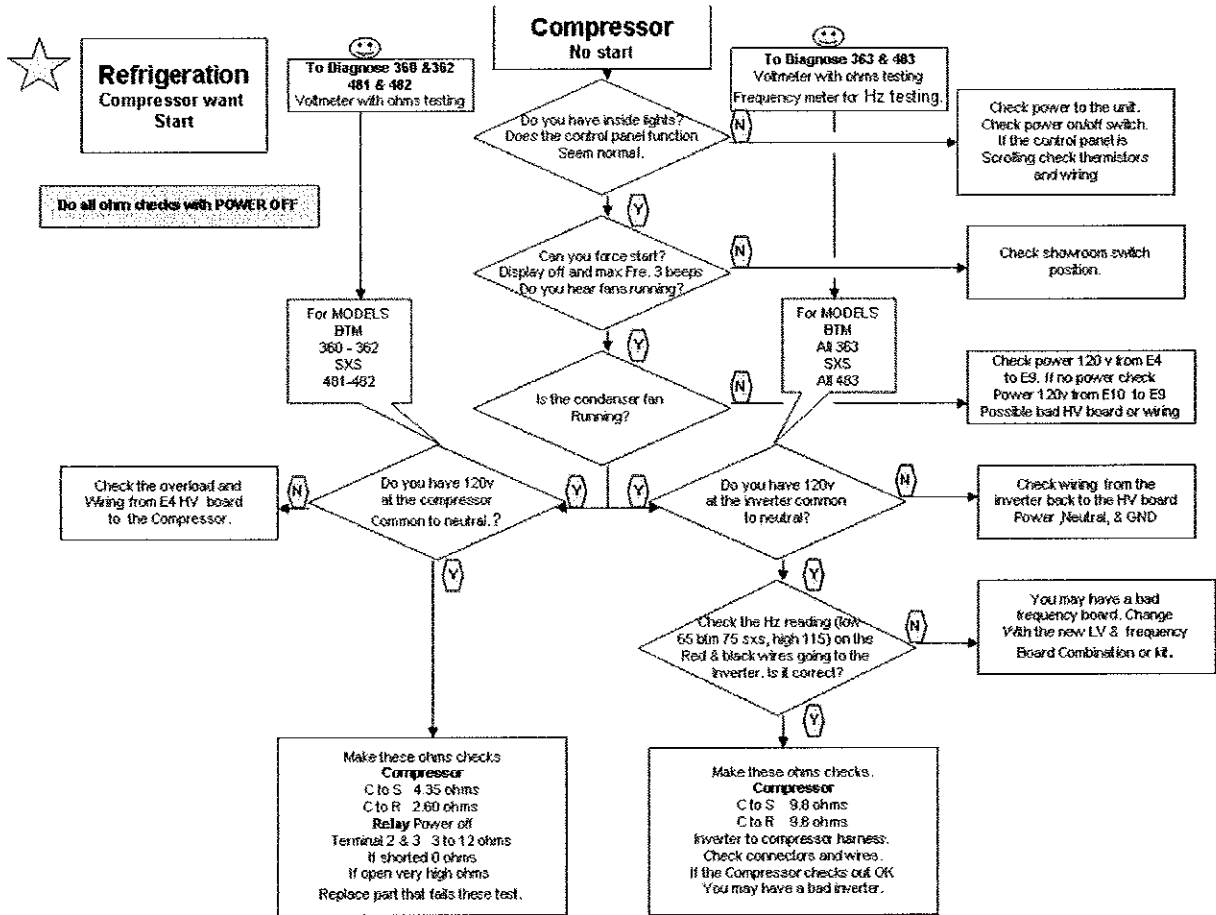 Refrigeration
Compressor want
Start
To Diagnose 360 &362
481 & 482
Voltmeter with ohms testing
Compressor
No start
To Diagnose 363 & 483
Voltmeter with ohms testing
Frequency meter for Hz testing.
Do all ohm checks with POWER OFF
Do you have inside lights?
Does the control panel function
Seem normal.
N
Check power to the unit.
Check power on/off switch.
If the control panel is
Scrolling check thermistors
and wiring
Y
Can you force start?
Display off and max Fre. 3 beeps
Do you hear fans running?
N
Check showroom switch
position.
For MODELS
BTM
360 - 362
SXS
481-482
For MODELS
BTM
All 363
SXS
All 483
Y
Is the condenser fan
Running?
N
Check power 120 v from E4
to E9. If no power check
Power 120v from E10 to E9
Possible bad HV board or wiring
Check the overload and
Wiring from E4 HV board
to the Compressor.
N
Do you have 120v
at the compressor
Common to neutral.?
Y
Y
Do you have 120v
at the inverter common
to neutral?
N
Check wiring from the
inverter back to the HV board
Power ,Neutral, & GND
Y
Y
Check the Hz reading (low
65 btm 75 sxs, high 115) on the
Red & black wires going to the
Inverter. Is it correct?
N
You may have a bad
frequency board. Change
With the new LV & frequency
Board Combination or kit.
Y
Make these ohms checks
Compressor
C to S 4.35 ohms
C to R 2.60 ohms
Relay Power off
Terminal 2 & 3 3 to 12 ohms
If shorted 0 ohms
If open very high ohms
Replace part that fails these test.
Make these ohms checks.
Compressor
C to S 9.8 ohms
C to R 9.8 ohms
Inverter to compressor harness.
Check connectors and wires.
If the Compressor checks out OK
You may have a bad inverter.